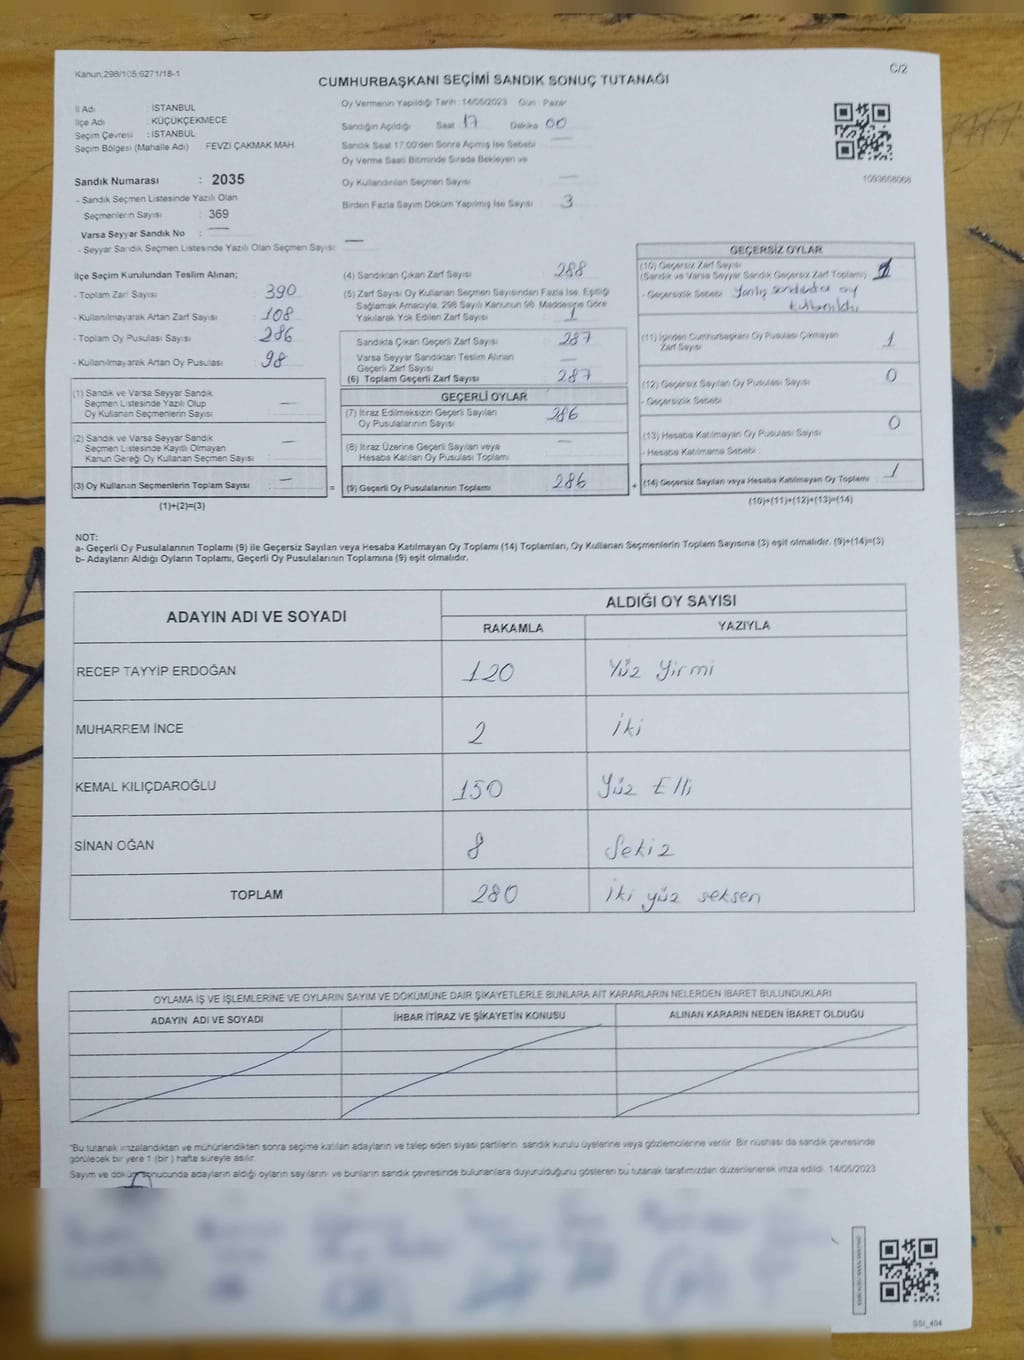 Kanun;298/105;6271/18-1
C/2
CUMHURBAŞKANI SEÇİMİ SANDIK SONUÇ TUTANAĞI
İl Adı : İSTANBUL
İlçe Adı : KÜÇÜKÇEKMECE
Seçim Çevresi : İSTANBUL
Seçim Bölgesi (Mahalle Adı) FEVZİ ÇAKMAK MAH.
Sandık Numarası : 2035
- Sandık Seçmen Listesinde Yazılı Olan
Seçmenlerin Sayısı : 369
Varsa Seyyar Sandık No : —
- Seyyar Sandık Seçmen Listesinde Yazılı Olan Seçmen Sayısı : —
Oy Vermenin Yapıldığı Tarih : 14/05/2023 Gün : Pazar
Sandığın Açıldığı Saat 17 Dakika 00
Sandık Saat 17:00'den Sonra Açılmış İse Sebebi —
Oy Verme Saati Bitiminde Sırada Bekleyen ve
Oy Kullandırılan Seçmen Sayısı —
Birden Fazla Sayım Döküm Yapılmış İse Sayısı : 3
1093658068
İlçe Seçim Kurulundan Teslim Alınan;
- Toplam Zarf Sayısı : 390
- Kullanılmayarak Artan Zarf Sayısı : 108
- Toplam Oy Pusulası Sayısı : 286
- Kullanılmayarak Artan Oy Pusulası : 98
(1) Sandık ve Varsa Seyyar Sandık
Seçmen Listesinde Yazılı Olup
Oy Kullanan Seçmenlerin Sayısı : —
(2) Sandık ve Varsa Seyyar Sandık
Seçmen Listesinde Kayıtlı Olmayan
Kanun Gereği Oy Kullanan Seçmen Sayısı : —
(3) Oy Kullanan Seçmenlerin Toplam Sayısı : —
(1)+(2)=(3)
(4) Sandıktan Çıkan Zarf Sayısı : 288
(5) Zarf Sayısı Oy Kullanan Seçmen Sayısından Fazla İse, Eşitliği
Sağlamak Amacıyla; 298 Sayılı Kanunun 98. Maddesine Göre
Yakılarak Yok Edilen Zarf Sayısı : 1
Sandıkta Çıkan Geçerli Zarf Sayısı : 287
Varsa Seyyar Sandıktan Teslim Alınan
Geçerli Zarf Sayısı : —
(6) Toplam Geçerli Zarf Sayısı : 287
GEÇERLİ OYLAR
(7) İtiraz Edilmeksizin Geçerli Sayılan
Oy Pusulalarının Sayısı : 286
(8) İtiraz Üzerine Geçerli Sayılan veya
Hesaba Katılan Oy Pusulası Toplamı : —
= (9) Geçerli Oy Pusulalarının Toplamı : 286
GEÇERSİZ OYLAR
(10) Geçersiz Zarf Sayısı
(Sandık ve Varsa Seyyar Sandık Geçersiz Zarf Toplamı) :
- Geçersizlik Sebebi : Yanlış sandıkta oy
kullanıldı
(11) İçinden Cumhurbaşkanı Oy Pusulası Çıkmayan
Zarf Sayısı : 1
(12) Geçersiz Sayılan Oy Pusulası Sayısı : 0
- Geçersizlik Sebebi :
(13) Hesaba Katılmayan Oy Pusulası Sayısı : 0
- Hesaba Katılmama Sebebi :
+ (14) Geçersiz Sayılan veya Hesaba Katılmayan Oy Toplamı : 1
(10)+(11)+(12)+(13)=(14)
NOT:
a- Geçerli Oy Pusulalarının Toplamı (9) ile Geçersiz Sayılan veya Hesaba Katılmayan Oy Toplamı (14) Toplamları, Oy Kullanan Seçmenlerin Toplam Sayısına (3) eşit olmalıdır. (9)+(14)=(3)
b- Adayların Aldığı Oyların Toplamı, Geçerli Oy Pusulalarının Toplamına (9) eşit olmalıdır.
ADAYIN ADI VE SOYADI
ALDIĞI OY SAYISI
RAKAMLA YAZIYLA
RECEP TAYYİP ERDOĞAN 120 Yüz Yirmi
MUHARREM İNCE 2 İki
KEMAL KILIÇDAROĞLU 150 Yüz Elli
SİNAN OĞAN 8 Sekiz
TOPLAM 280 İki yüz seksen
OYLAMA İŞ VE İŞLEMLERİNE VE OYLARIN SAYIM VE DÖKÜMÜNE DAİR ŞİKAYETLERLE BUNLARA AİT KARARLARIN NELERDEN İBARET BULUNDUKLARI
ADAYIN ADI VE SOYADI İHBAR İTİRAZ VE ŞİKAYETİN KONUSU ALINAN KARARIN NEDEN İBARET OLDUĞU
*Bu tutanak imzalandıktan ve mühürlendikten sonra seçime katılan adayların ve talep eden siyasi partilerin sandık kurulu üyelerine veya gözlemcilerine verilir. Bir nüshası da sandık çevresinde
görülecek bir yere 1 (bir ) hafta süreyle asılır.
Sayım ve döküm sonucunda adayların aldığı oyların sayılarını ve bunların sandık çevresinde bulunanlara duyurulduğunu gösteren bu tutanak tarafımızdan düzenlenerek imza edildi. 14/05/2023
GSI_404